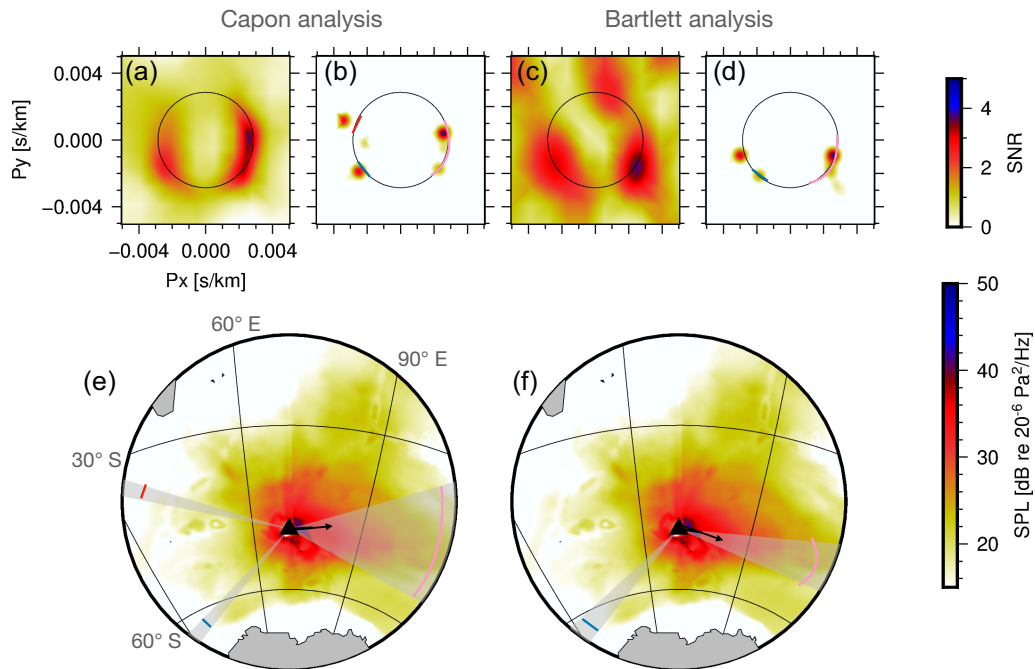 Capon analysis Bartlett analysis
(a) (b) (c) (d)
0.004
0.000
−0.004
Py [s/km]
−0.004 0.000 0.004
Px [s/km]
4
2
0
SNR
60° E
90° E
(e) (f)
30° S
60° S
50
40
30
20
SPL [dB re 20⁻⁶ Pa²/Hz]